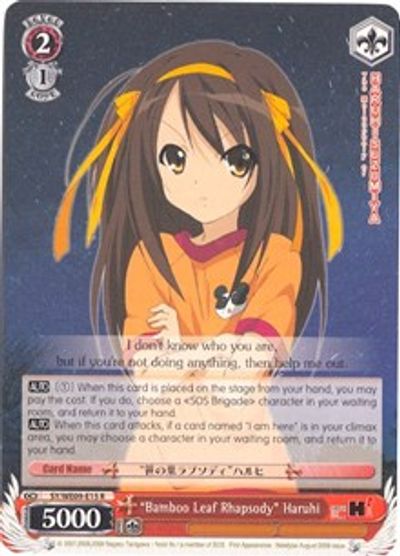 LEVEL
2
1
COST
THE MELANCHOLY OF
HARUHI SUZUMIYA
I don't know who you are,
but if you're not doing anything, then help me out.
AUTO (①) When this card is placed on the stage from your hand, you may
pay the cost. If you do, choose a <SOS Brigade> character in your waiting
room, and return it to your hand.
AUTO When this card attacks, if a card named "I am here" is in your climax
area, you may choose a character in your waiting room, and return it to
your hand.
Card Name
"笹の葉ラプソディ"ハルヒ
SY/WE09-E15 R
"Bamboo Leaf Rhapsody" Haruhi
5000